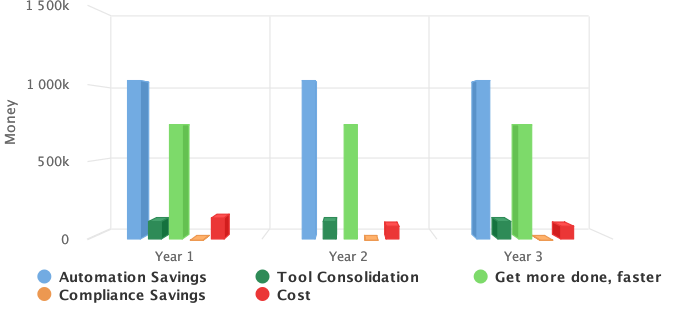 1 500k
1 000k
500k
0
Money
Year 1
Year 2
Year 3
Automation Savings
Tool Consolidation
Get more done, faster
Compliance Savings
Cost